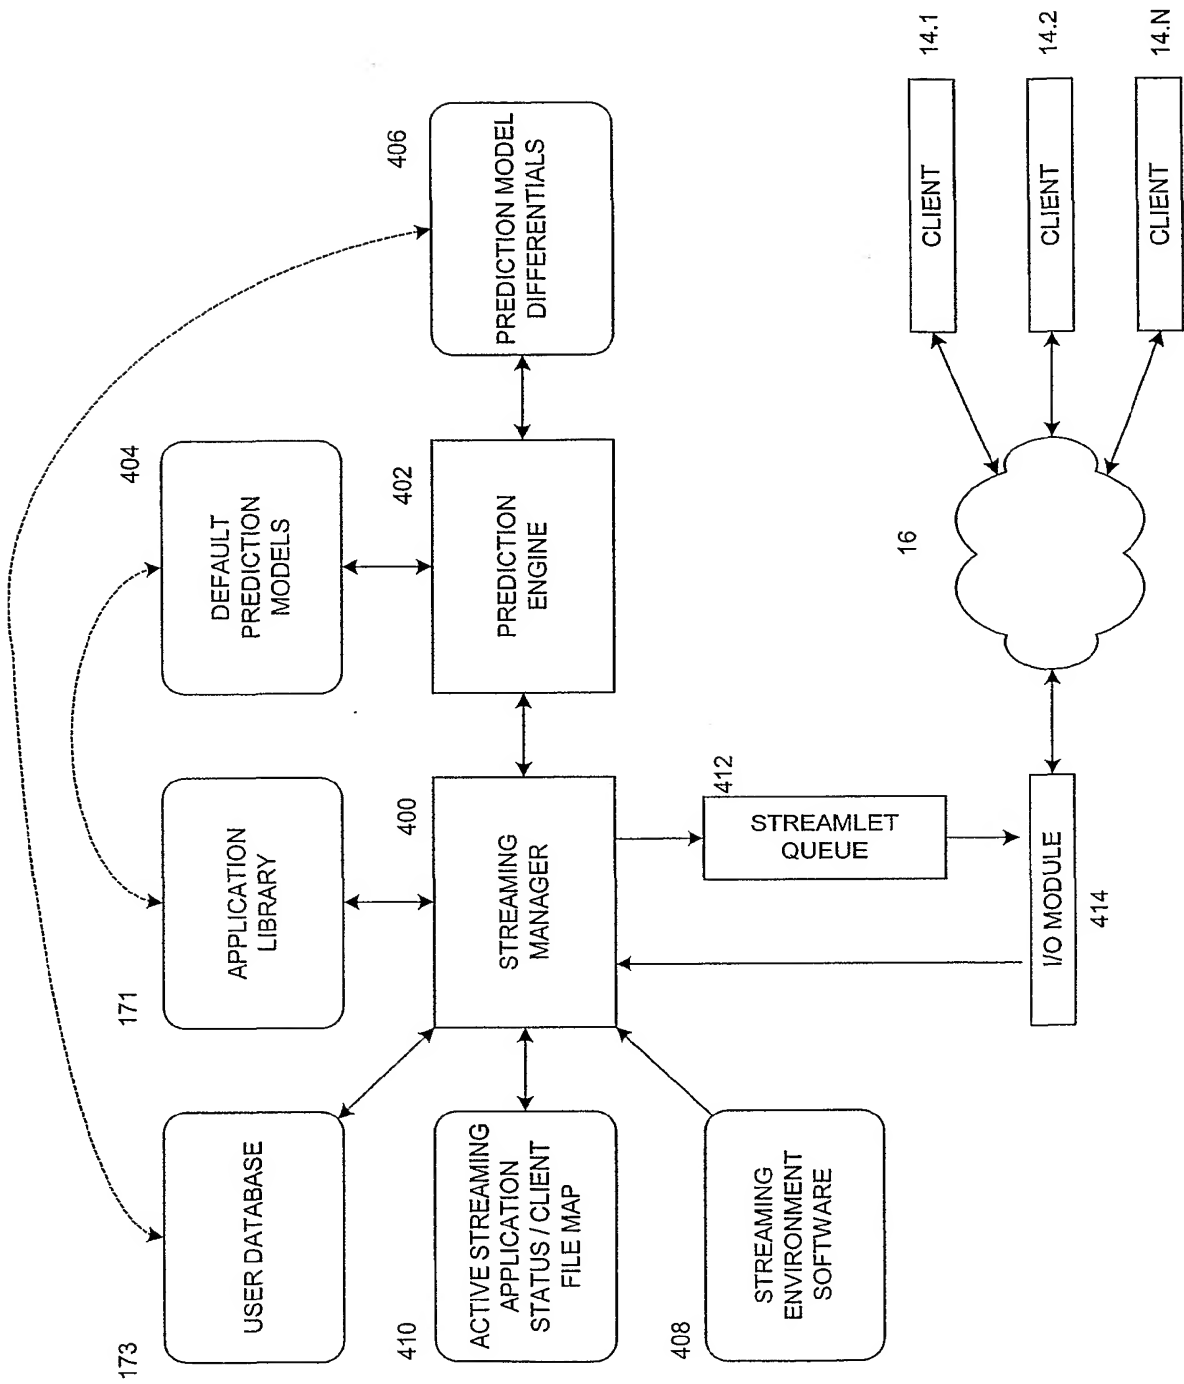 173
USER DATABASE
171
APPLICATION
LIBRARY
404
DEFAULT
PREDICTION
MODELS
410
ACTIVE STREAMING
APPLICATION
STATUS / CLIENT
FILE MAP
400
STREAMING
MANAGER
402
PREDICTION
ENGINE
406
PREDICTION MODEL
DIFFERENTIALS
408
STREAMING
ENVIRONMENT
SOFTWARE
412
STREAMLET
QUEUE
I/O MODULE
414
16
CLIENT
14.1
CLIENT
14.2
CLIENT
14.N